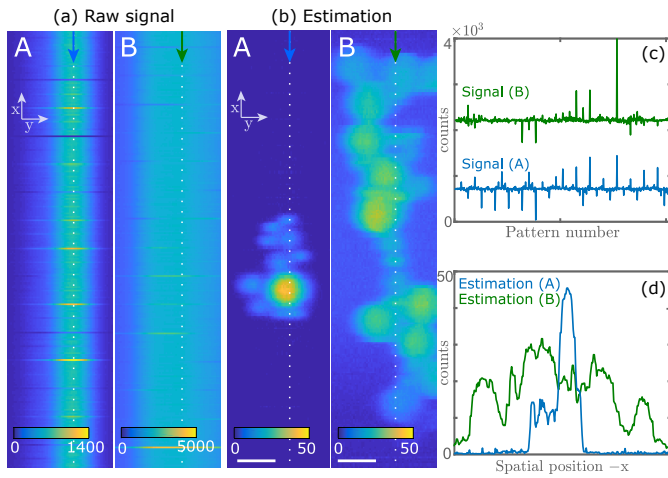 (a) Raw signal
(b) Estimation
A
B
A
B
x
y
x
y
0
1400
0
5000
0
50
0
50
4
×10³
(c)
Signal (B)
Signal (A)
counts
0
Pattern number
50
Estimation (A)
Estimation (B)
(d)
counts
0
Spatial position −x